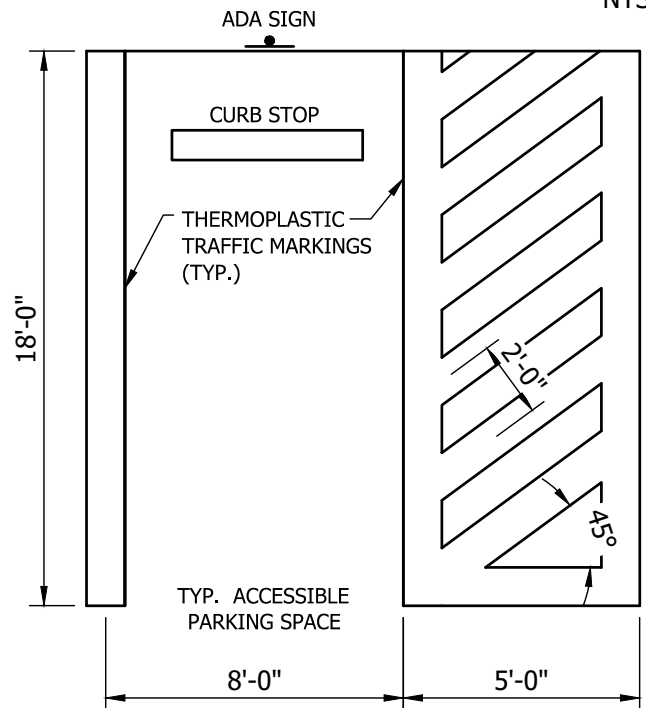 NTS
ADA SIGN
CURB STOP
THERMOPLASTIC
TRAFFIC MARKINGS
(TYP.)
18'-0"
2'-0"
45°
TYP. ACCESSIBLE
PARKING SPACE
8'-0"
5'-0"